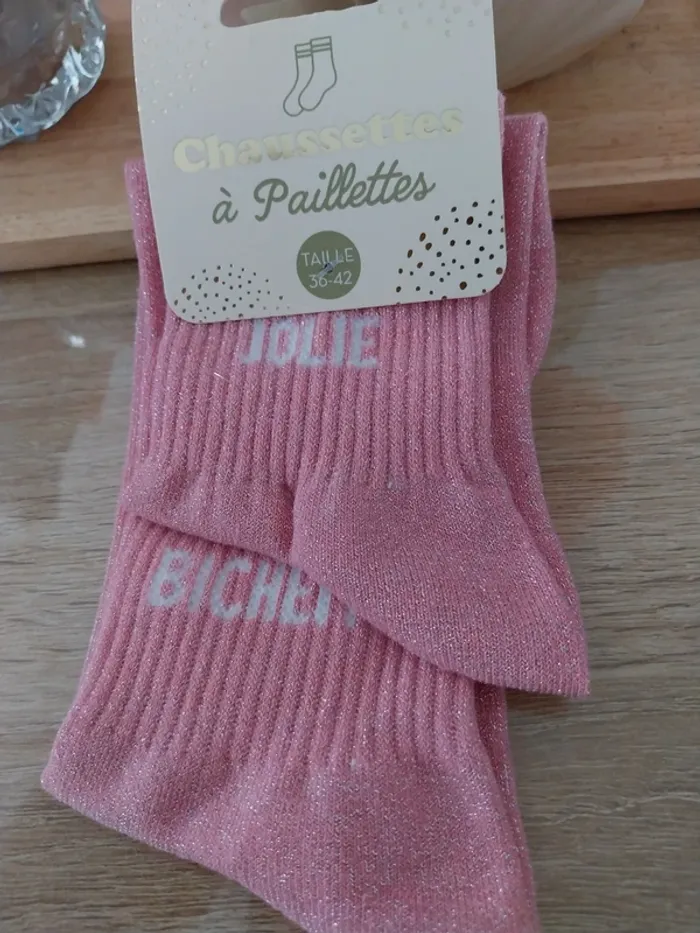 Chaussettes
à Paillettes
TAILLE
36-42
JOLIE